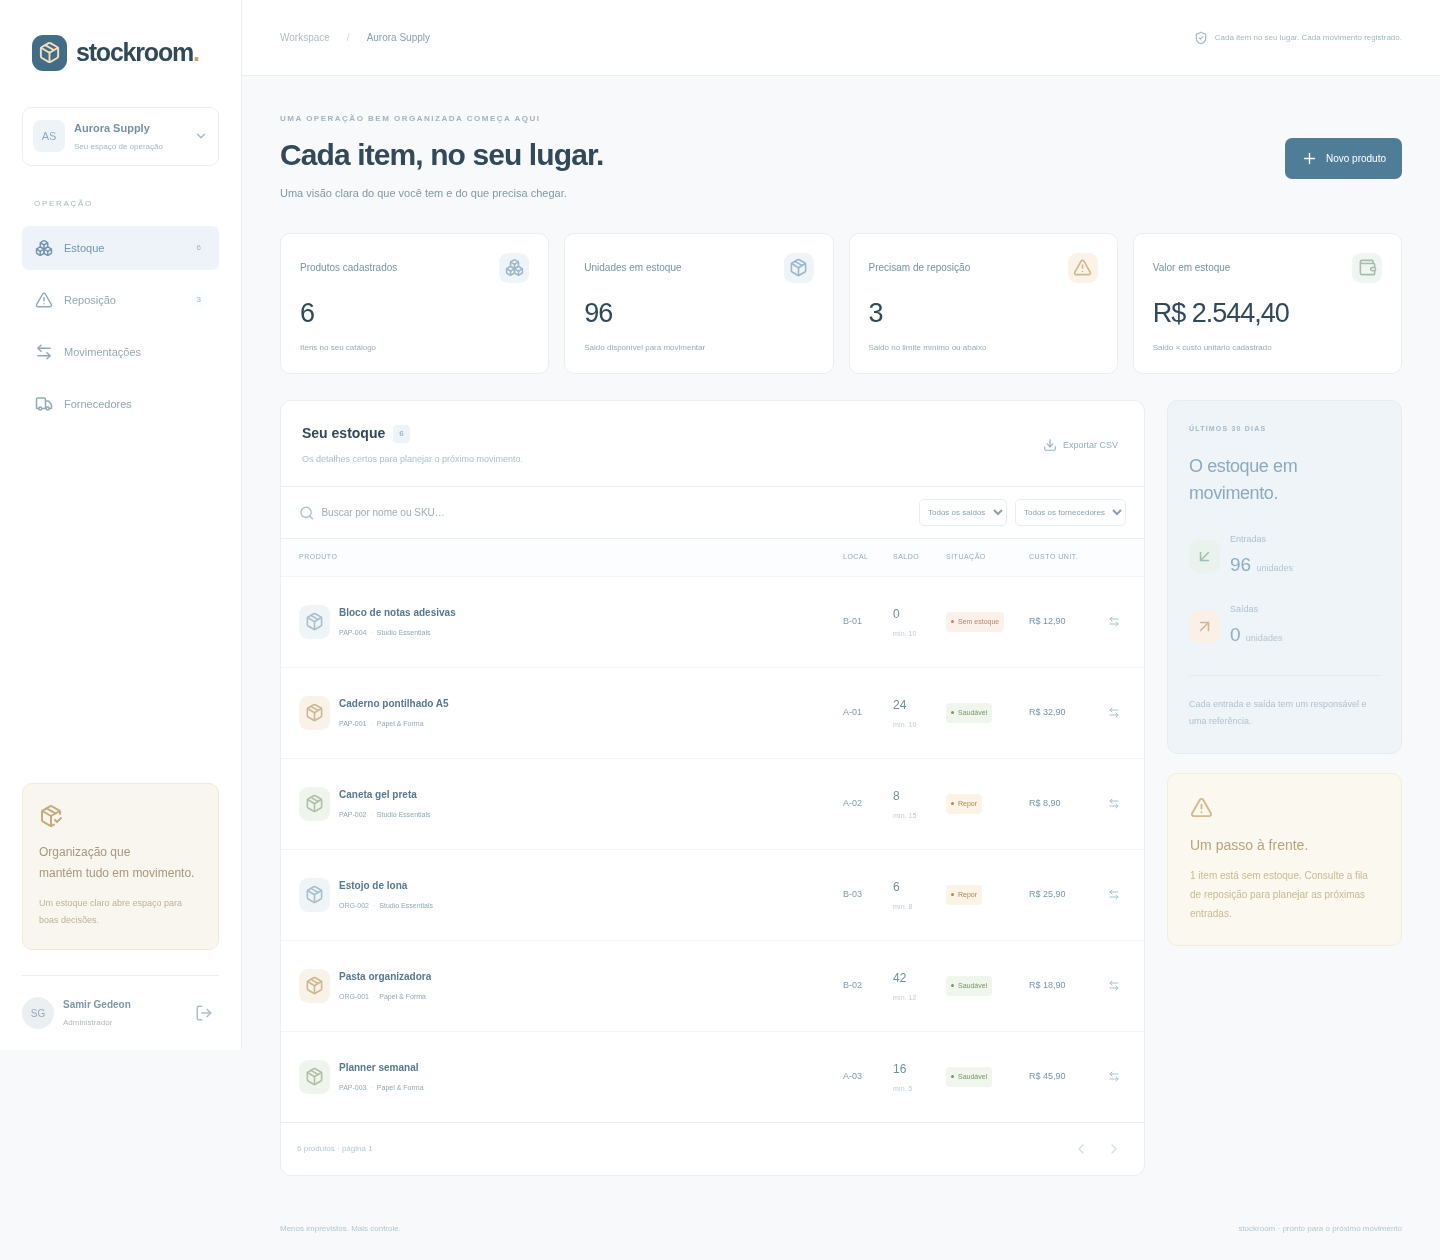 stockroom.
AS
Aurora Supply
Seu espaço de operação
OPERAÇÃO
Estoque 6
Reposição 3
Movimentações
Fornecedores
Organização que
mantém tudo em movimento.
Um estoque claro abre espaço para
boas decisões.
SG
Samir Gedeon
Administrador
Workspace / Aurora Supply
Cada item no seu lugar. Cada movimento registrado.
UMA OPERAÇÃO BEM ORGANIZADA COMEÇA AQUI
Cada item, no seu lugar.
Uma visão clara do que você tem e do que precisa chegar.
Novo produto
Produtos cadastrados
6
Itens no seu catálogo
Unidades em estoque
96
Saldo disponível para movimentar
Precisam de reposição
3
Saldo no limite mínimo ou abaixo
Valor em estoque
R$ 2.544,40
Saldo × custo unitário cadastrado
Seu estoque 6
Os detalhes certos para planejar o próximo movimento.
Exportar CSV
Buscar por nome ou SKU…
Todos os saldos
Todos os fornecedores
PRODUTO LOCAL SALDO SITUAÇÃO CUSTO UNIT.
Bloco de notas adesivas
PAP-004 · Studio Essentials
B-01
0
min. 10
Sem estoque
R$ 12,90
Caderno pontilhado A5
PAP-001 · Papel & Forma
A-01
24
min. 10
Saudável
R$ 32,90
Caneta gel preta
PAP-002 · Studio Essentials
A-02
8
min. 15
Repor
R$ 8,90
Estojo de lona
ORG-002 · Studio Essentials
B-03
6
min. 8
Repor
R$ 25,90
Pasta organizadora
ORG-001 · Papel & Forma
B-02
42
min. 12
Saudável
R$ 18,90
Planner semanal
PAP-003 · Papel & Forma
A-03
16
min. 5
Saudável
R$ 45,90
6 produtos · página 1
ÚLTIMOS 30 DIAS
O estoque em
movimento.
Entradas
96 unidades
Saídas
0 unidades
Cada entrada e saída tem um responsável e
uma referência.
Um passo à frente.
1 item está sem estoque. Consulte a fila
de reposição para planejar as próximas
entradas.
Menos imprevistos. Mais controle.
stockroom · pronto para o próximo movimento